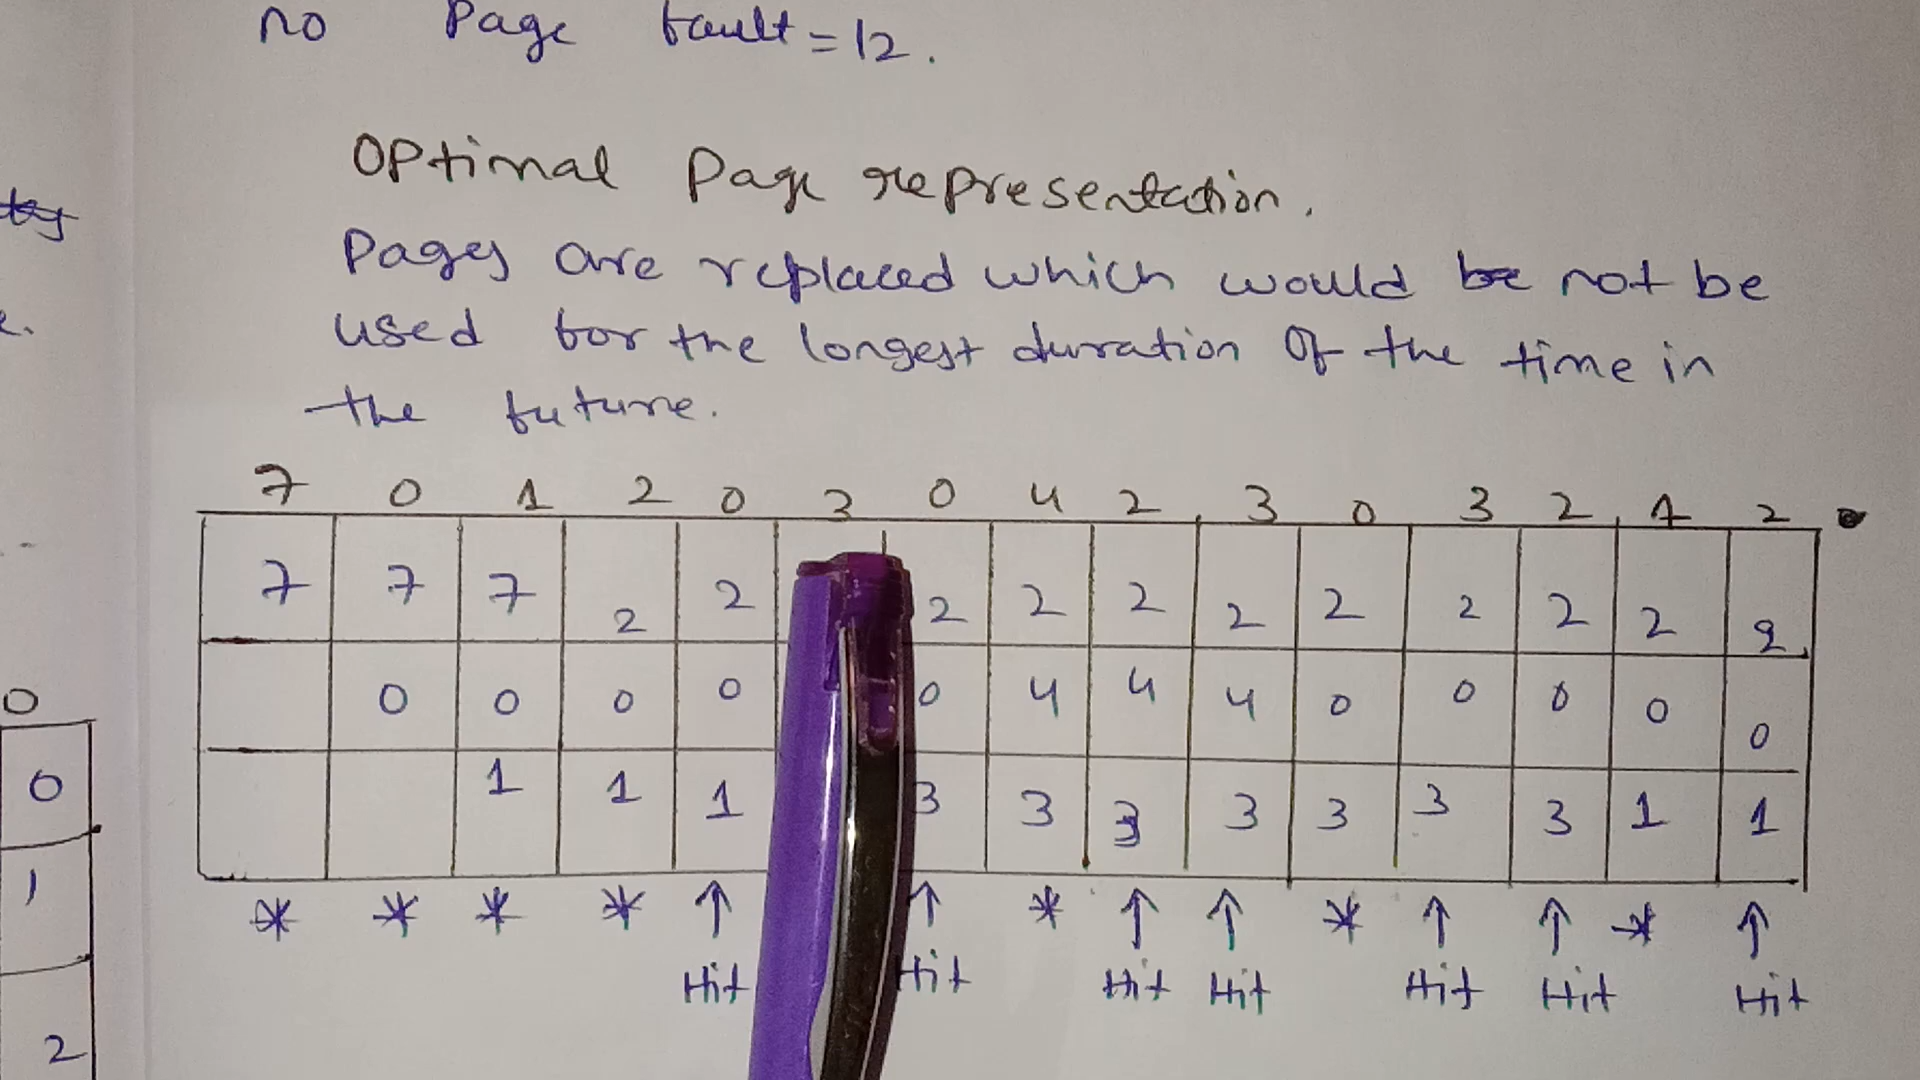 no Page fault = 12.
Optimal Page representation.
Pages are replaced which would be not be
used for the longest duration of the time in
the future.
7 0 1 2 0 3 0 4 2 3 0 3 2 1 2
7 7 7 2 2 2 2 2 2 2 2 2 2 2
0 0 0 0 0 4 4 4 0 0 0 0 0
1 1 1 3 3 3 3 3 3 3 1 1
* * * * ↑ ↑ * ↑ ↑ * ↑ ↑ * ↑
Hit Hit Hit Hit Hit Hit Hit
0
0
1
2